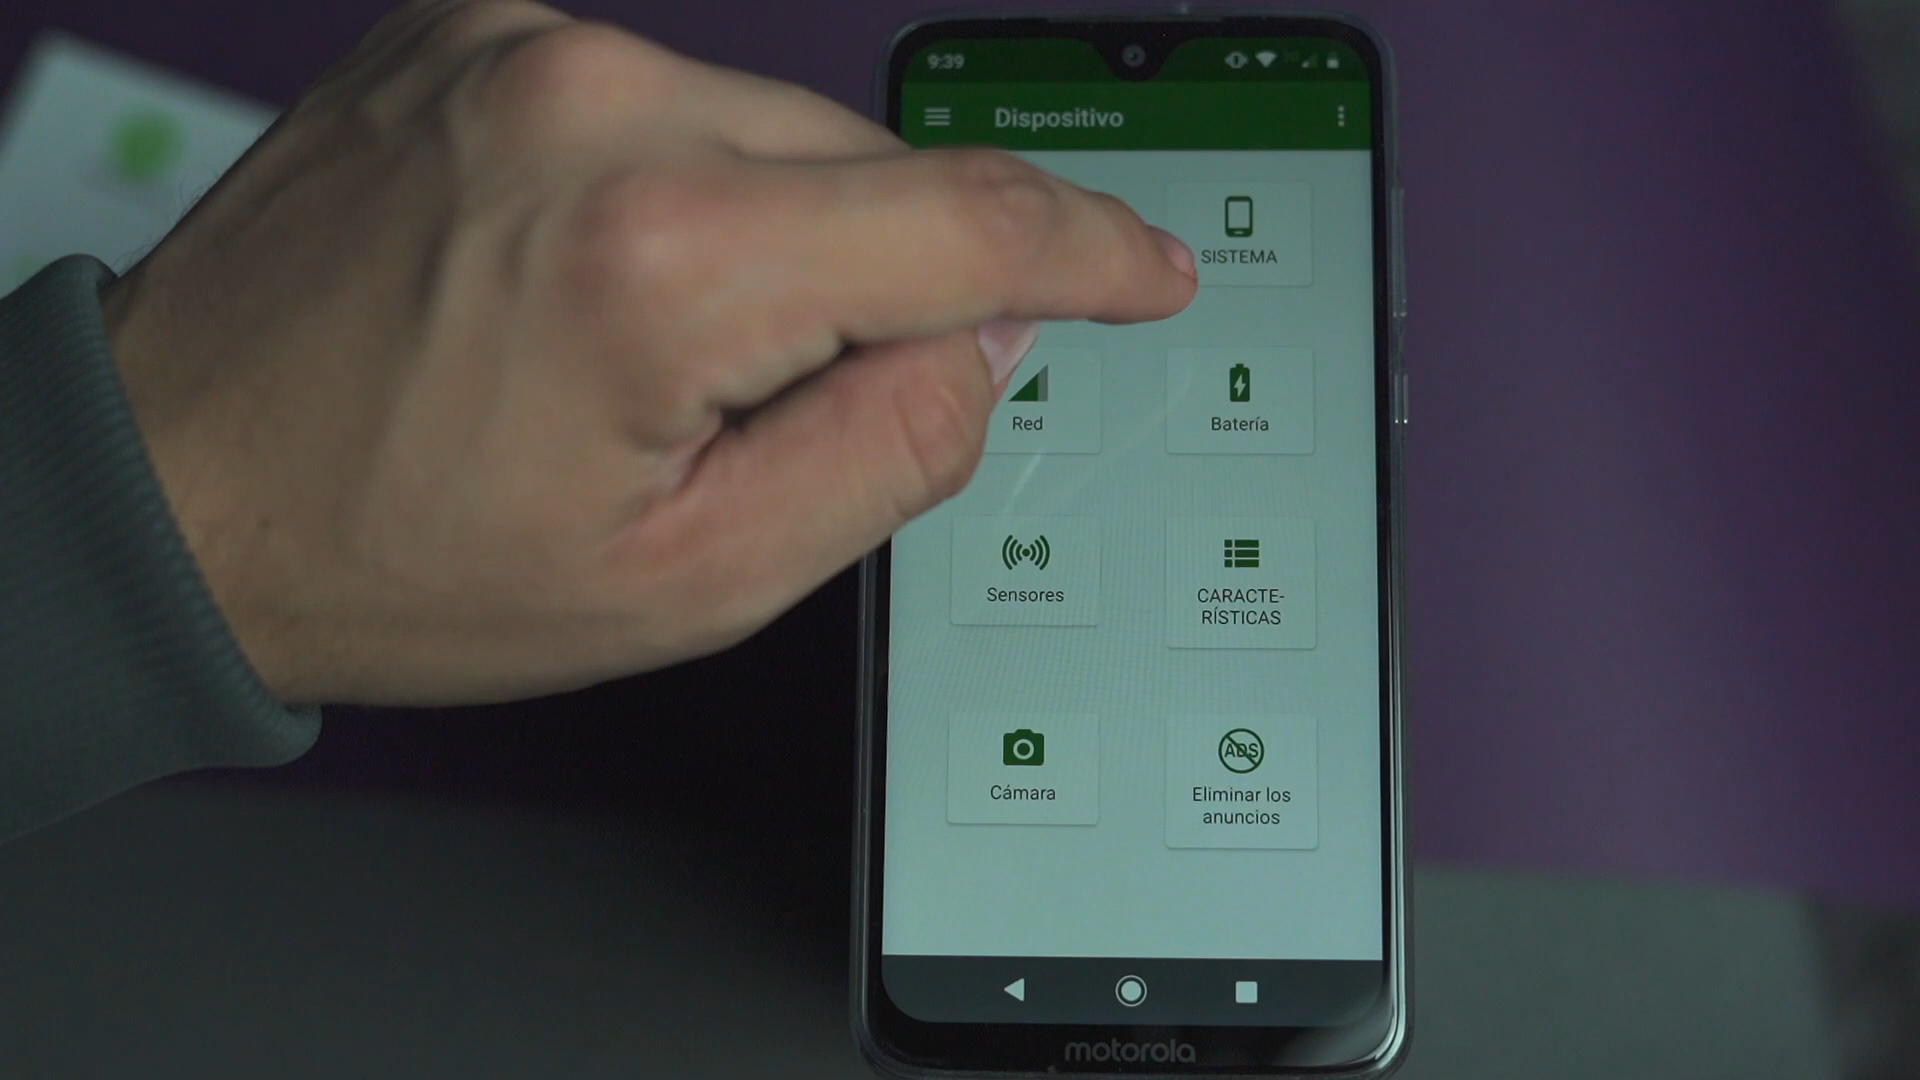 9:39
Dispositivo
SISTEMA
Red
Batería
Sensores
CARACTE-
RÍSTICAS
Cámara
ADS
Eliminar los
anuncios
motorola